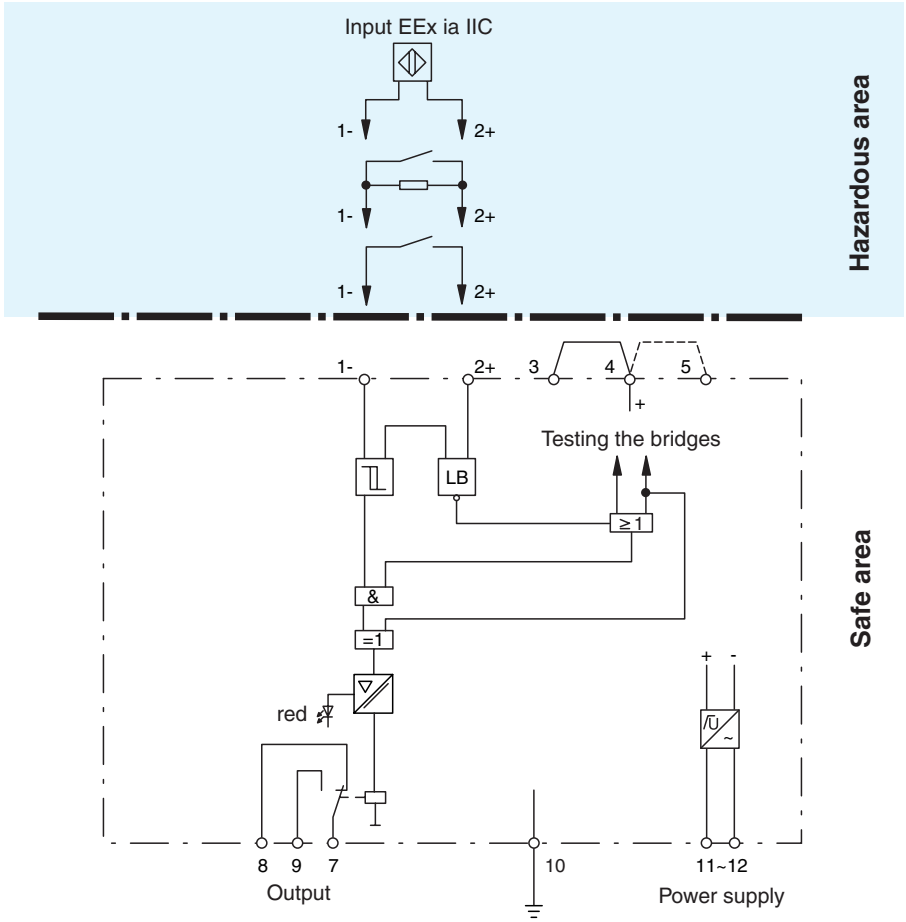 Input EEx ia IIC
1- 2+
1- 2+
1- 2+
Hazardous area
1- 2+ 3 4 5
+
Testing the bridges
LB
≥ 1
&
=1
Safe area
red
+ -
/U̅ ~
8 9 7 10 11~12
Output Power supply